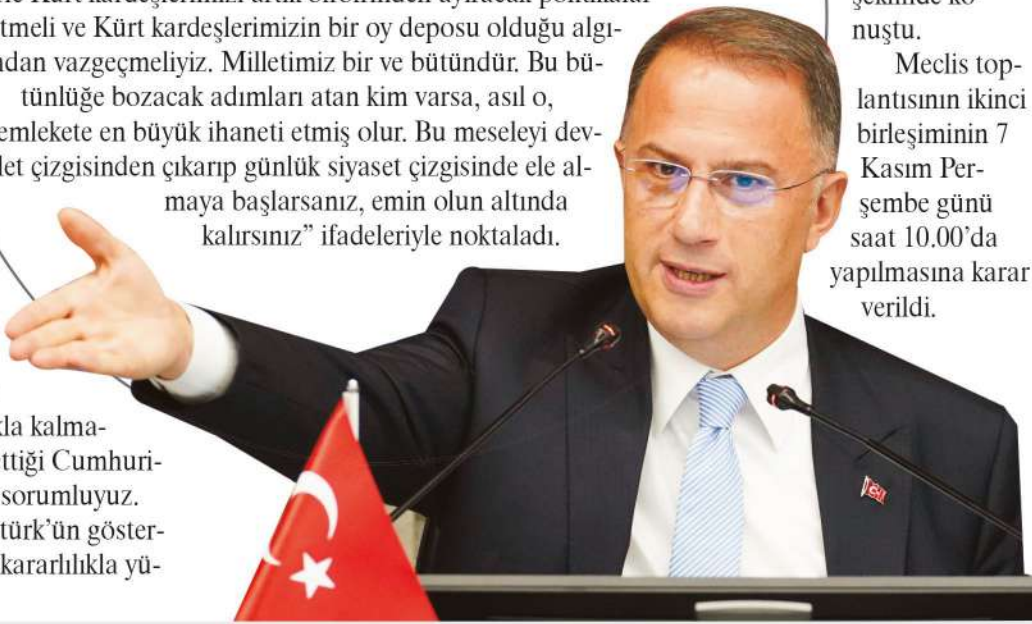 Kürt kardeşlerimizi artık birbirinden ayıracak politikalar
etmeli ve Kürt kardeşlerimizin bir oy deposu olduğu algı-
ndan vazgeçmeliyiz. Milletimiz bir ve bütündür. Bu bü-
tünlüğe bozacak adımları atan kim varsa, asıl o,
emlekete en büyük ihaneti etmiş olur. Bu meseleyi dev-
let çizgisinden çıkarıp günlük siyaset çizgisinde ele al-
maya başlarsanız, emin olun altında
kalırsınız” ifadeleriyle noktaladı.
kla kalma-
ettiği Cumhuri-
sorumluyuz.
türk’ün göster-
kararlılıkla yü-
şekinde ko-
nuştu.
Meclis top-
lantısının ikinci
birleşiminin 7
Kasım Per-
şembe günü
saat 10.00’da
yapılmasına karar
verildi.